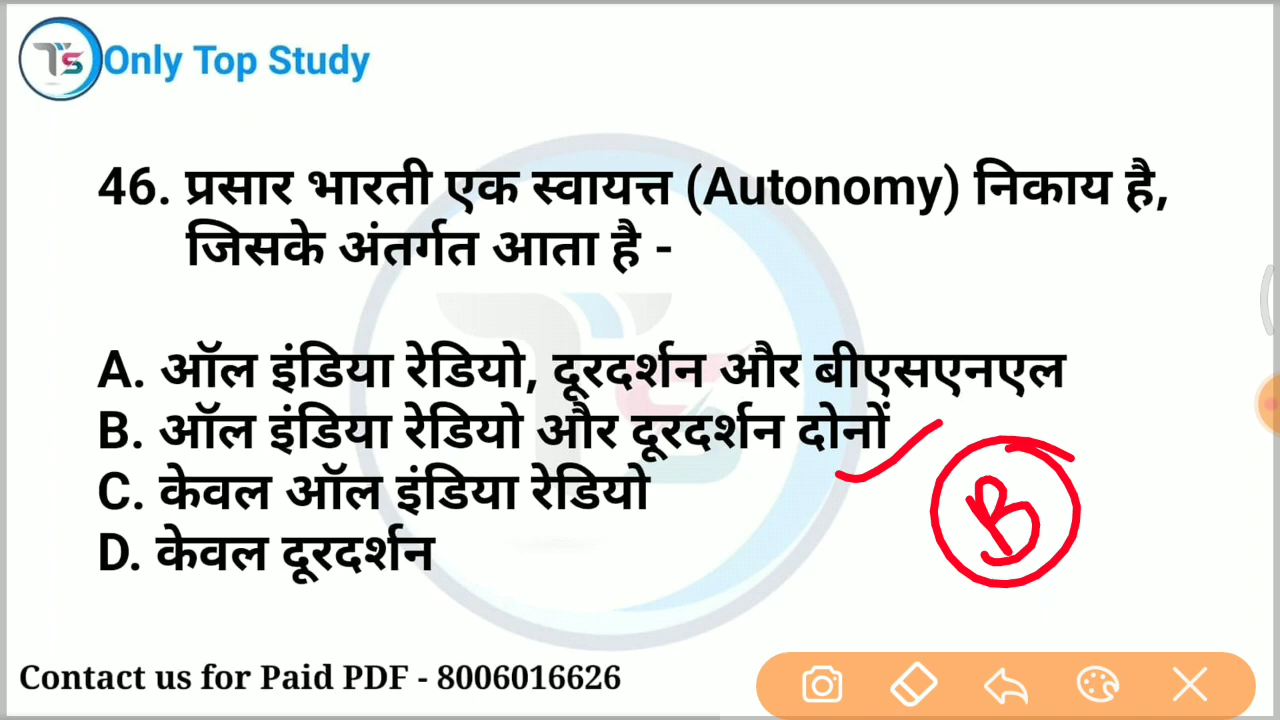 TS Only Top Study
46. प्रसार भारती एक स्वायत्त (Autonomy) निकाय है,
जिसके अंतर्गत आता है -
A. ऑल इंडिया रेडियो, दूरदर्शन और बीएसएनएल
B. ऑल इंडिया रेडियो और दूरदर्शन दोनों
C. केवल ऑल इंडिया रेडियो
D. केवल दूरदर्शन
B
Contact us for Paid PDF - 8006016626